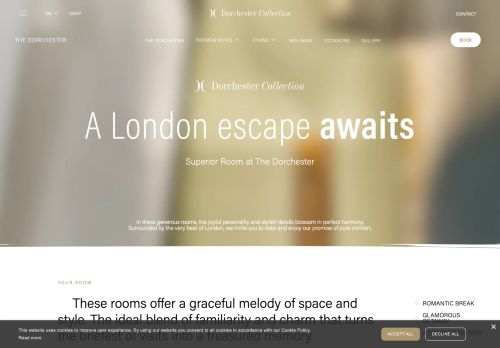 EN SHOP Dorchester Collection CONTACT
THE DORCHESTER THE DORCHESTER ROOMS & SUITES DINING WELLNESS OCCASIONS GALLERY BOOK
Dorchester Collection
A London escape awaits
Superior Room at The Dorchester
In these generous rooms, the joyful personality and stylish details blossom in perfect harmony.
Surrounded by the very best of London, we invite you to relax and enjoy our promise of pure comfort.
YOUR ROOM
These rooms offer a graceful melody of space and
style. The ideal blend of familiarity and charm that turns
the briefest of visits into a treasured memory.
ROMANTIC BREAK
GLAMOROUS
This website uses cookies to improve user experience. By using our website you consent to all cookies in accordance with our Cookie Policy.
Read more
ACCEPT ALL DECLINE ALL